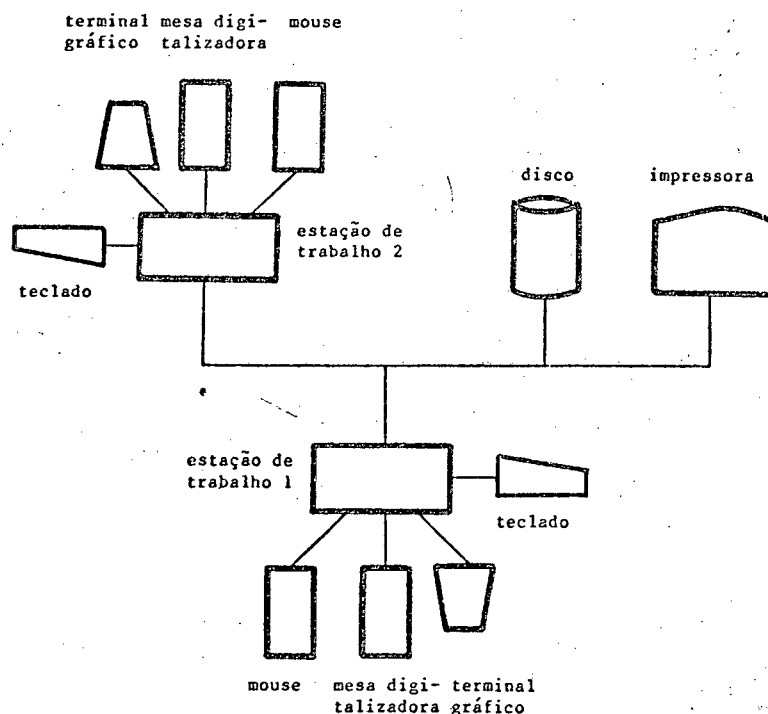 terminal mesa digi- mouse
gráfico talizadora
disco impressora
estação de
trabalho 2
teclado
estação de
trabalho 1
teclado
mouse mesa digi- terminal
talizadora gráfico